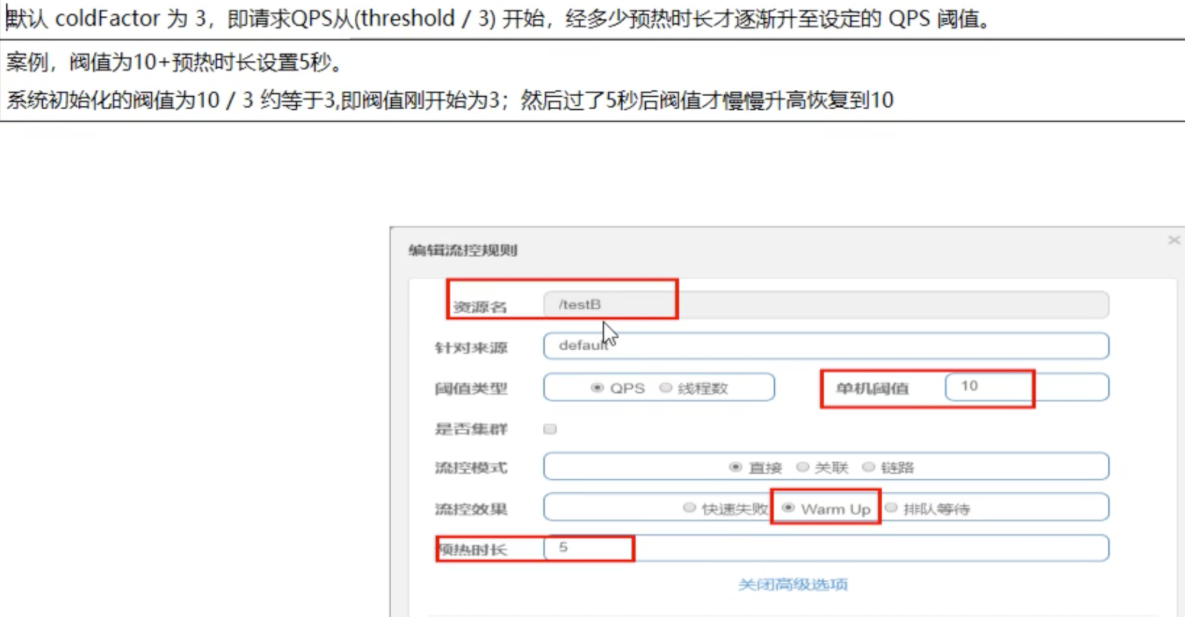 默认 coldFactor 为 3，即请求QPS从(threshold / 3) 开始，经多少预热时长才逐渐升至设定的 QPS 阈值。
案例，阀值为10+预热时长设置5秒。
系统初始化的阀值为10 / 3 约等于3,即阀值刚开始为3；然后过了5秒后阀值才慢慢升高恢复到10
编辑流控规则
资源名 /testB
针对来源 default
阈值类型 QPS 线程数 单机阈值 10
是否集群
流控模式 直接 关联 链路
流控效果 快速失败 Warm Up 排队等待
预热时长 5
关闭高级选项